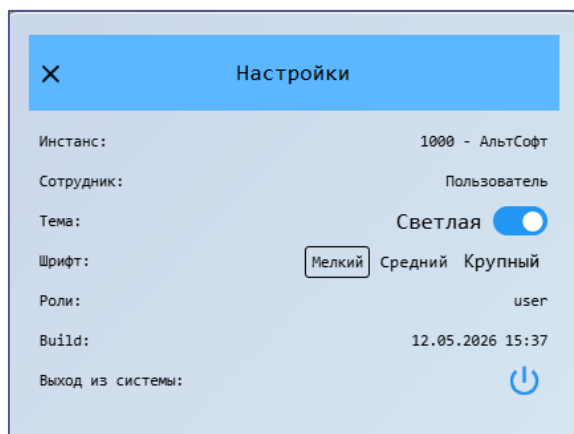 Настройки
Инстанс: 1000 - АльтСофт
Сотрудник: Пользователь
Тема: Светлая
Шрифт: Мелкий Средний Крупный
Роли: user
Build: 12.05.2026 15:37
Выход из системы: